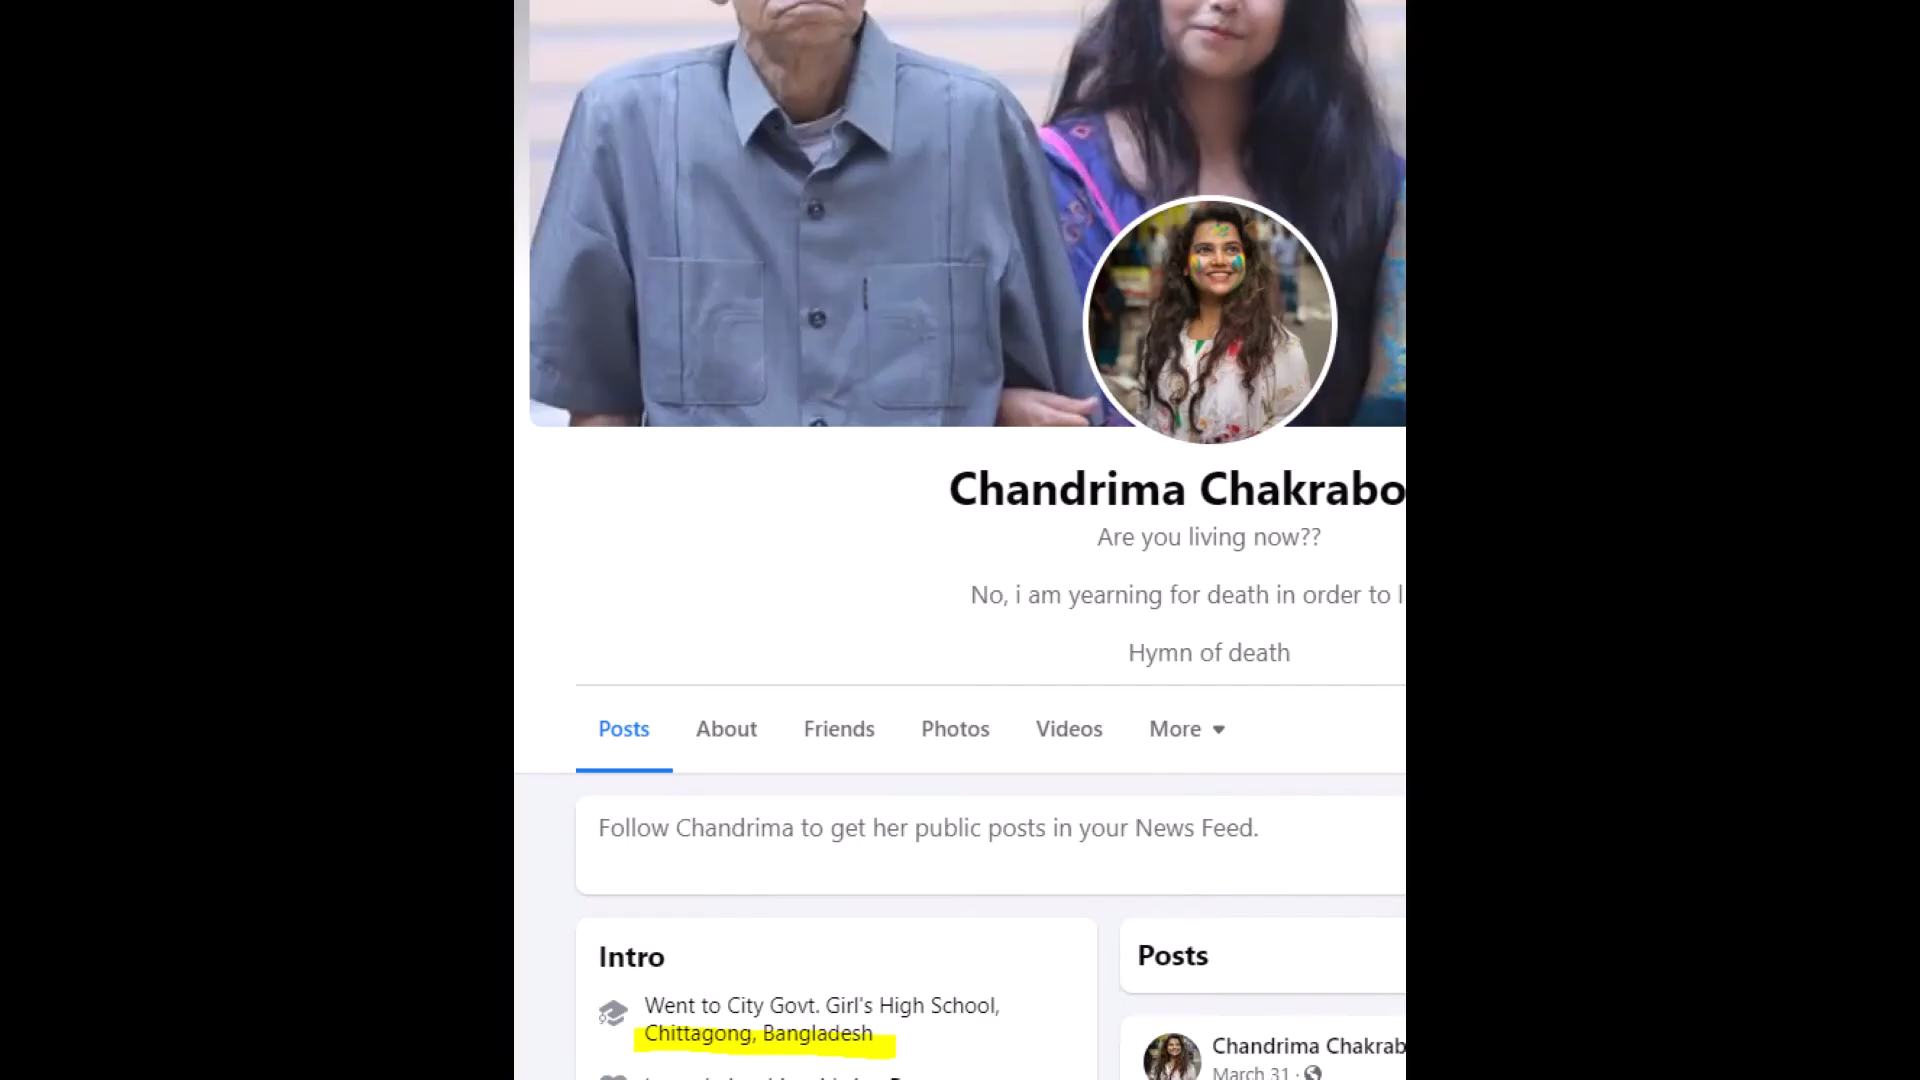 Chandrima Chakrabo
Are you living now??
No, i am yearning for death in order to l
Hymn of death
Posts
About
Friends
Photos
Videos
More
Follow Chandrima to get her public posts in your News Feed.
Intro
Went to City Govt. Girl's High School,
Chittagong, Bangladesh
Posts
Chandrima Chakrab
March 31 ·